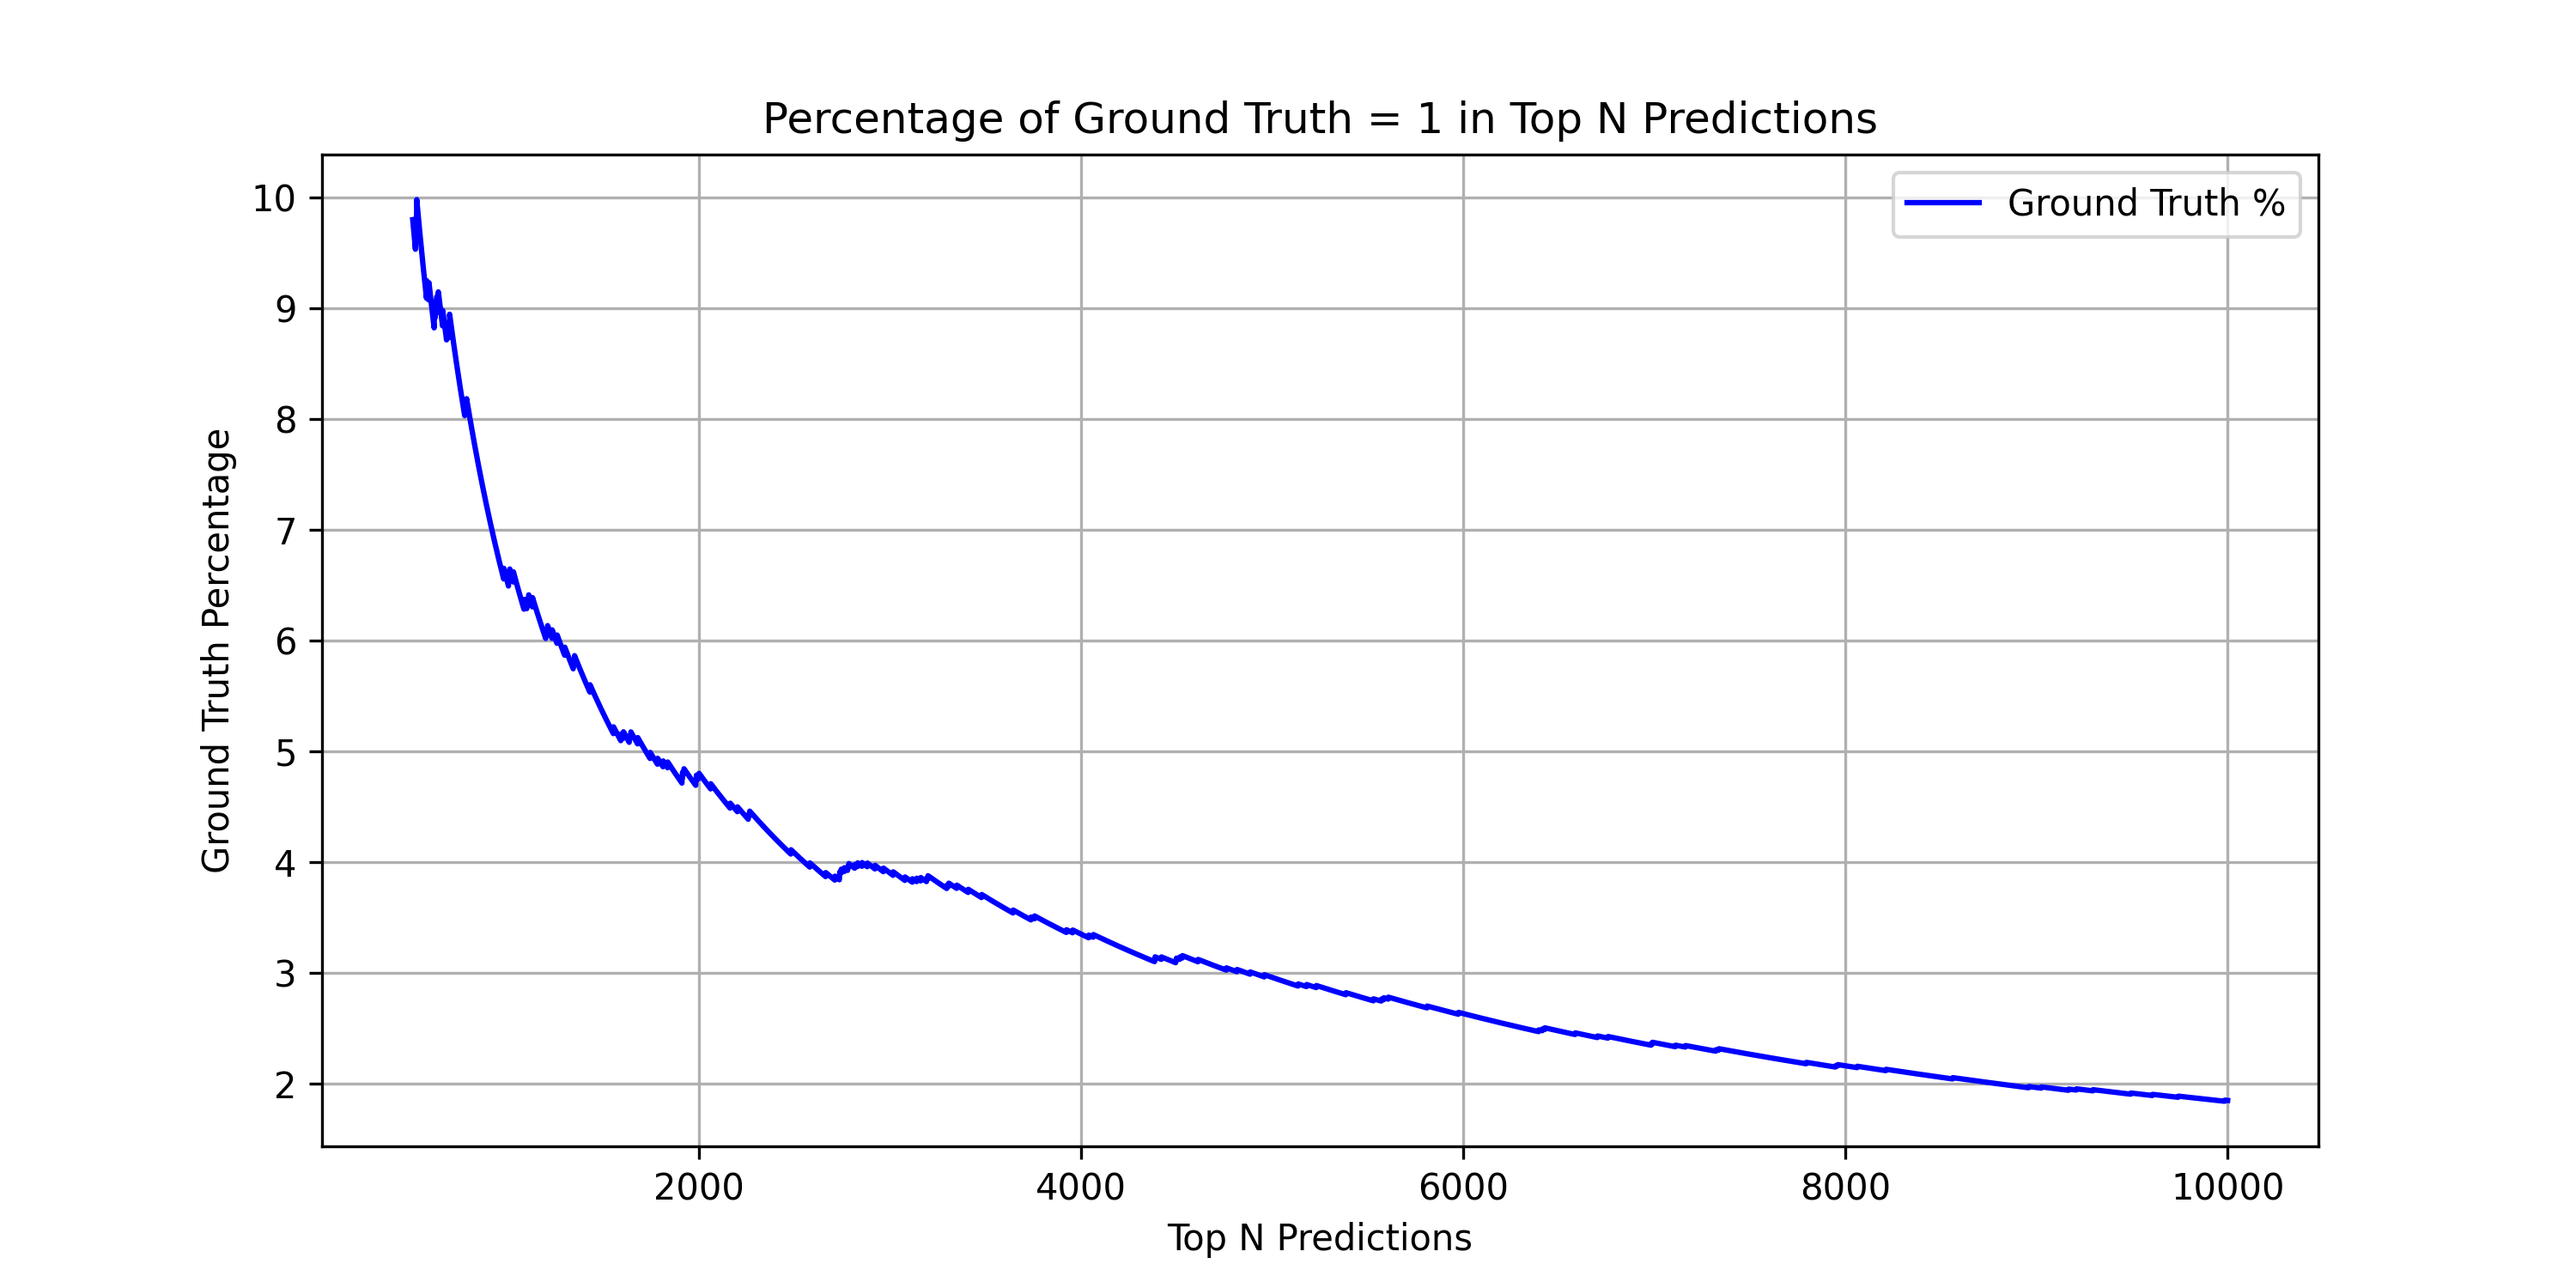 Percentage of Ground Truth = 1 in Top N Predictions
Ground Truth %
Ground Truth Percentage
10
9
8
7
6
5
4
3
2
2000 4000 6000 8000 10000
Top N Predictions